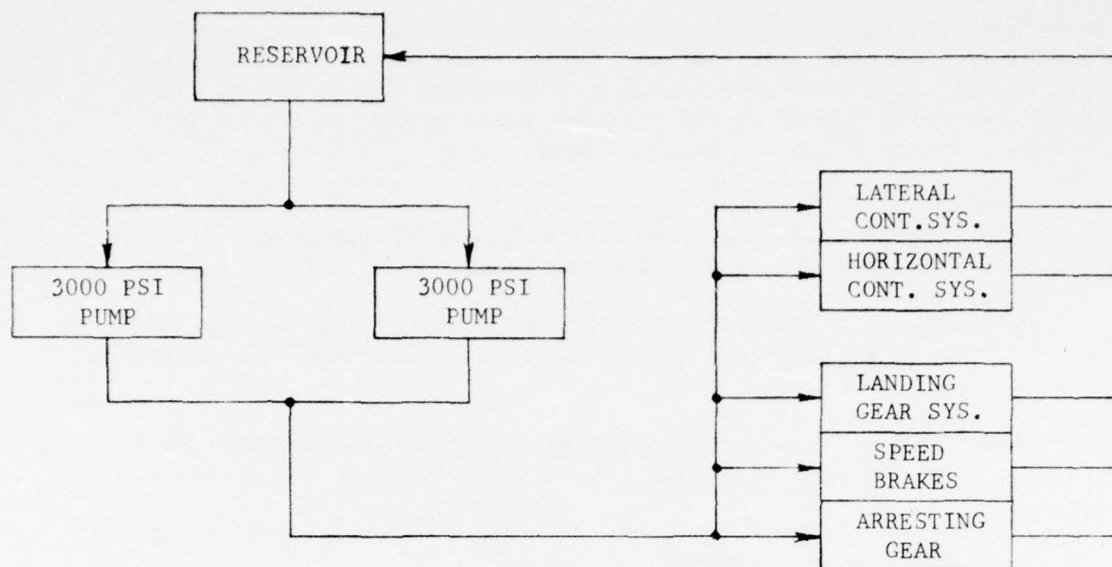 RESERVOIR
3000 PSI
PUMP
3000 PSI
PUMP
LATERAL
CONT.SYS.
HORIZONTAL
CONT. SYS.
LANDING
GEAR SYS.
SPEED
BRAKES
ARRESTING
GEAR